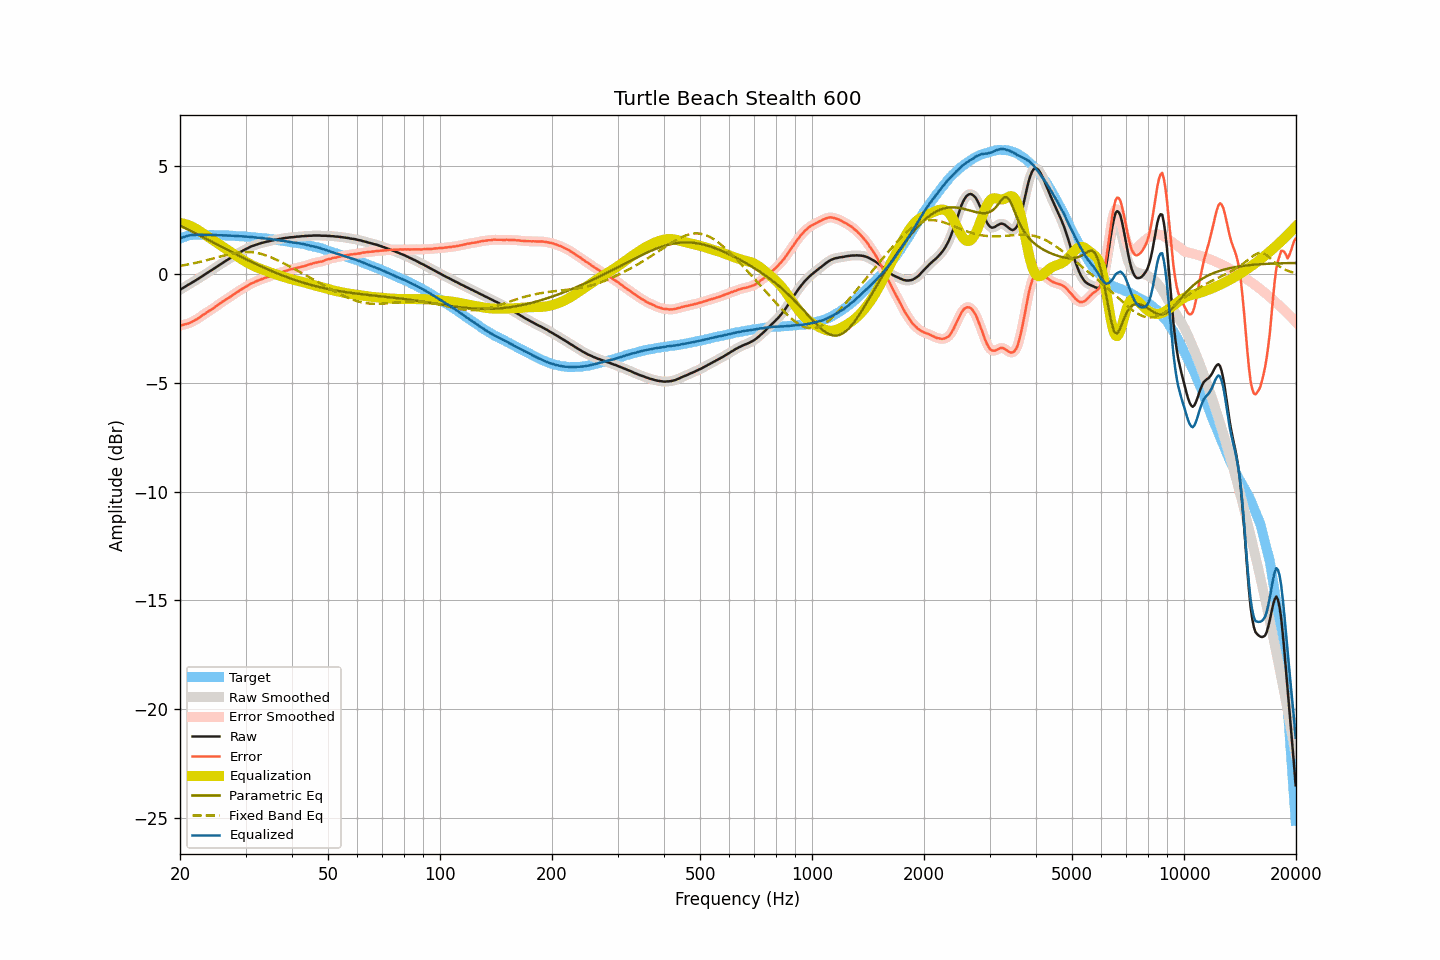 Turtle Beach Stealth 600
Amplitude (dBr)
5
0
−5
−10
−15
−20
−25
Target
Raw Smoothed
Error Smoothed
Raw
Error
Equalization
Parametric Eq
Fixed Band Eq
Equalized
20 50 100 200 500 1000 2000 5000 10000 20000
Frequency (Hz)